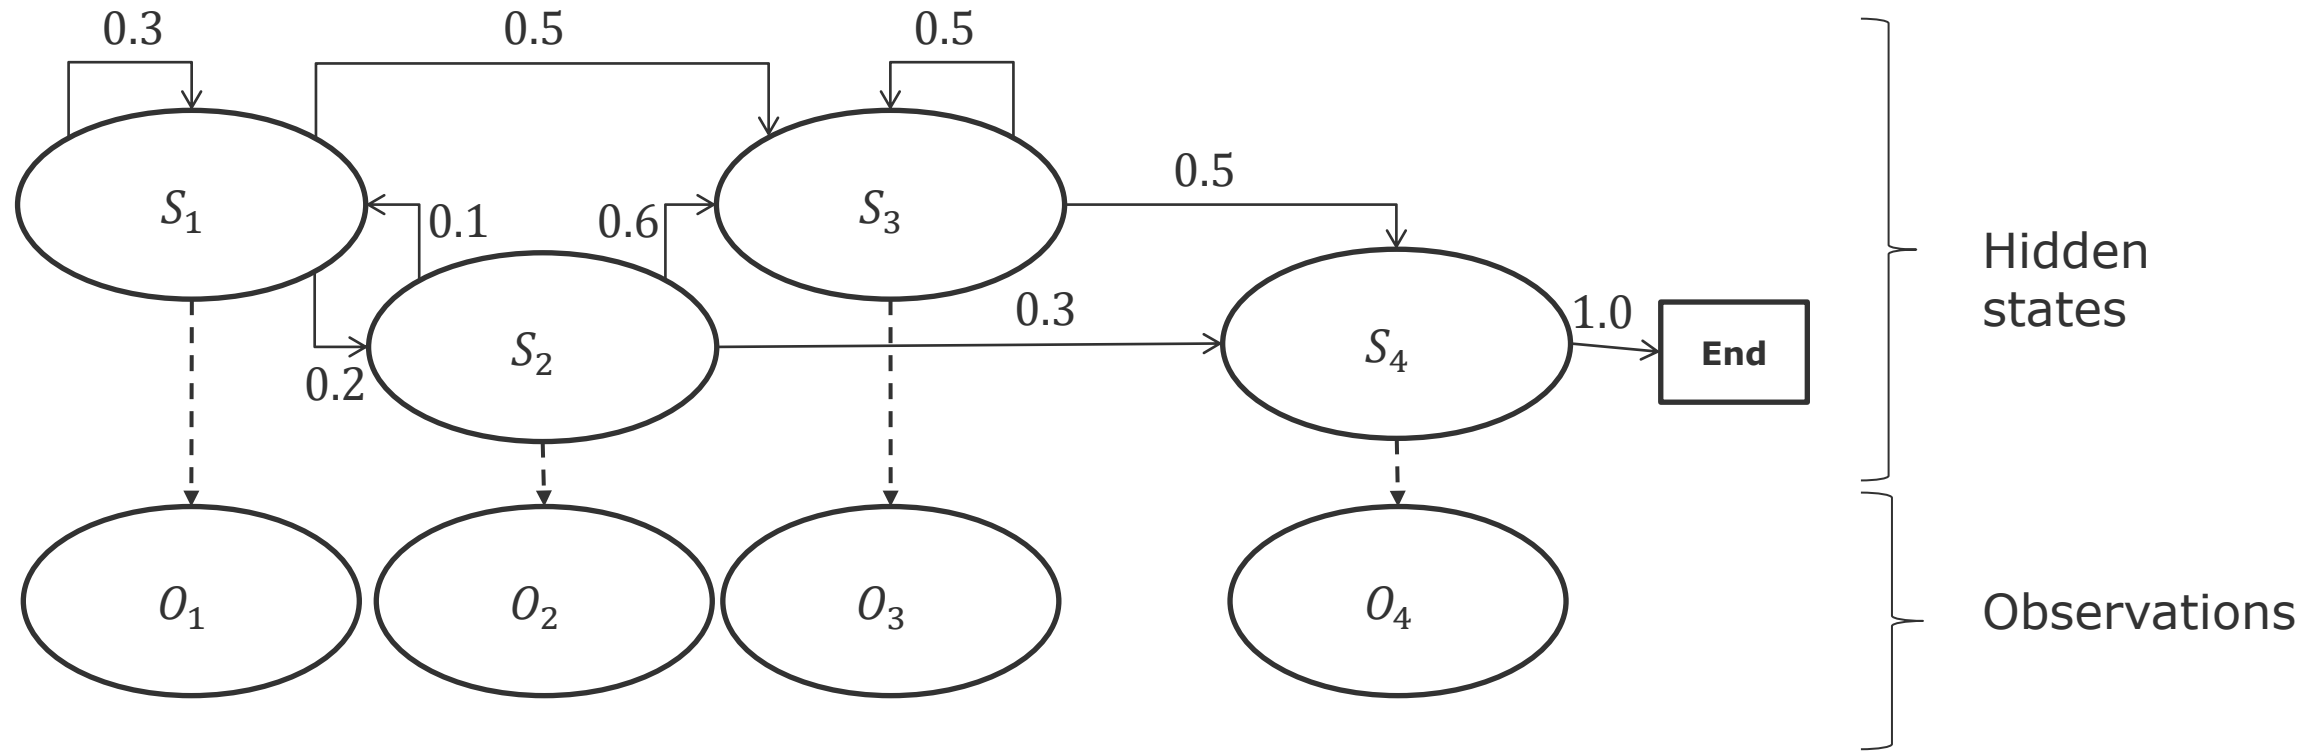 0.3
0.5
0.5
0.5
S₁
0.1
0.6
S₃
Hidden
states
0.2
S₂
0.3
S₄
1.0
End
O₁
O₂
O₃
O₄
Observations